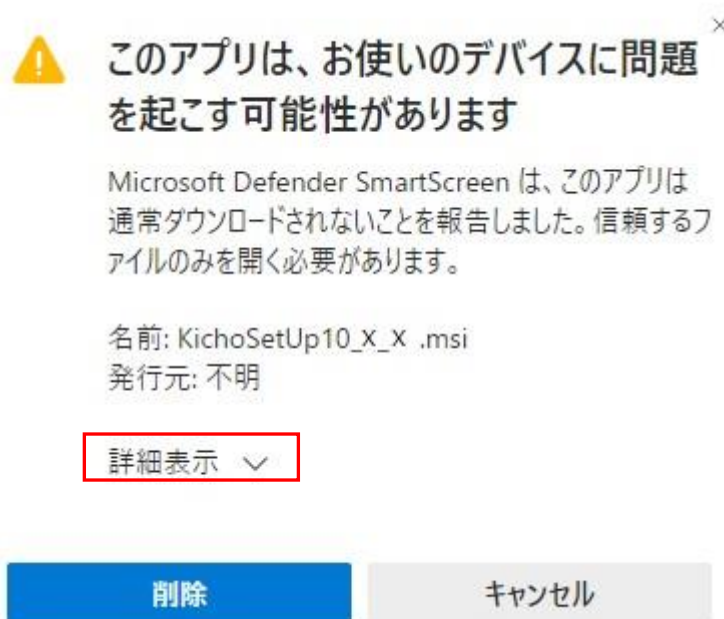 このアプリは、お使いのデバイスに問題
を起こす可能性があります
Microsoft Defender SmartScreen は、このアプリは
通常ダウンロードされないことを報告しました。信頼するフ
ァイルのみを開く必要があります。
名前: KichoSetUp10_x_x .msi
発行元: 不明
詳細表示
削除
キャンセル